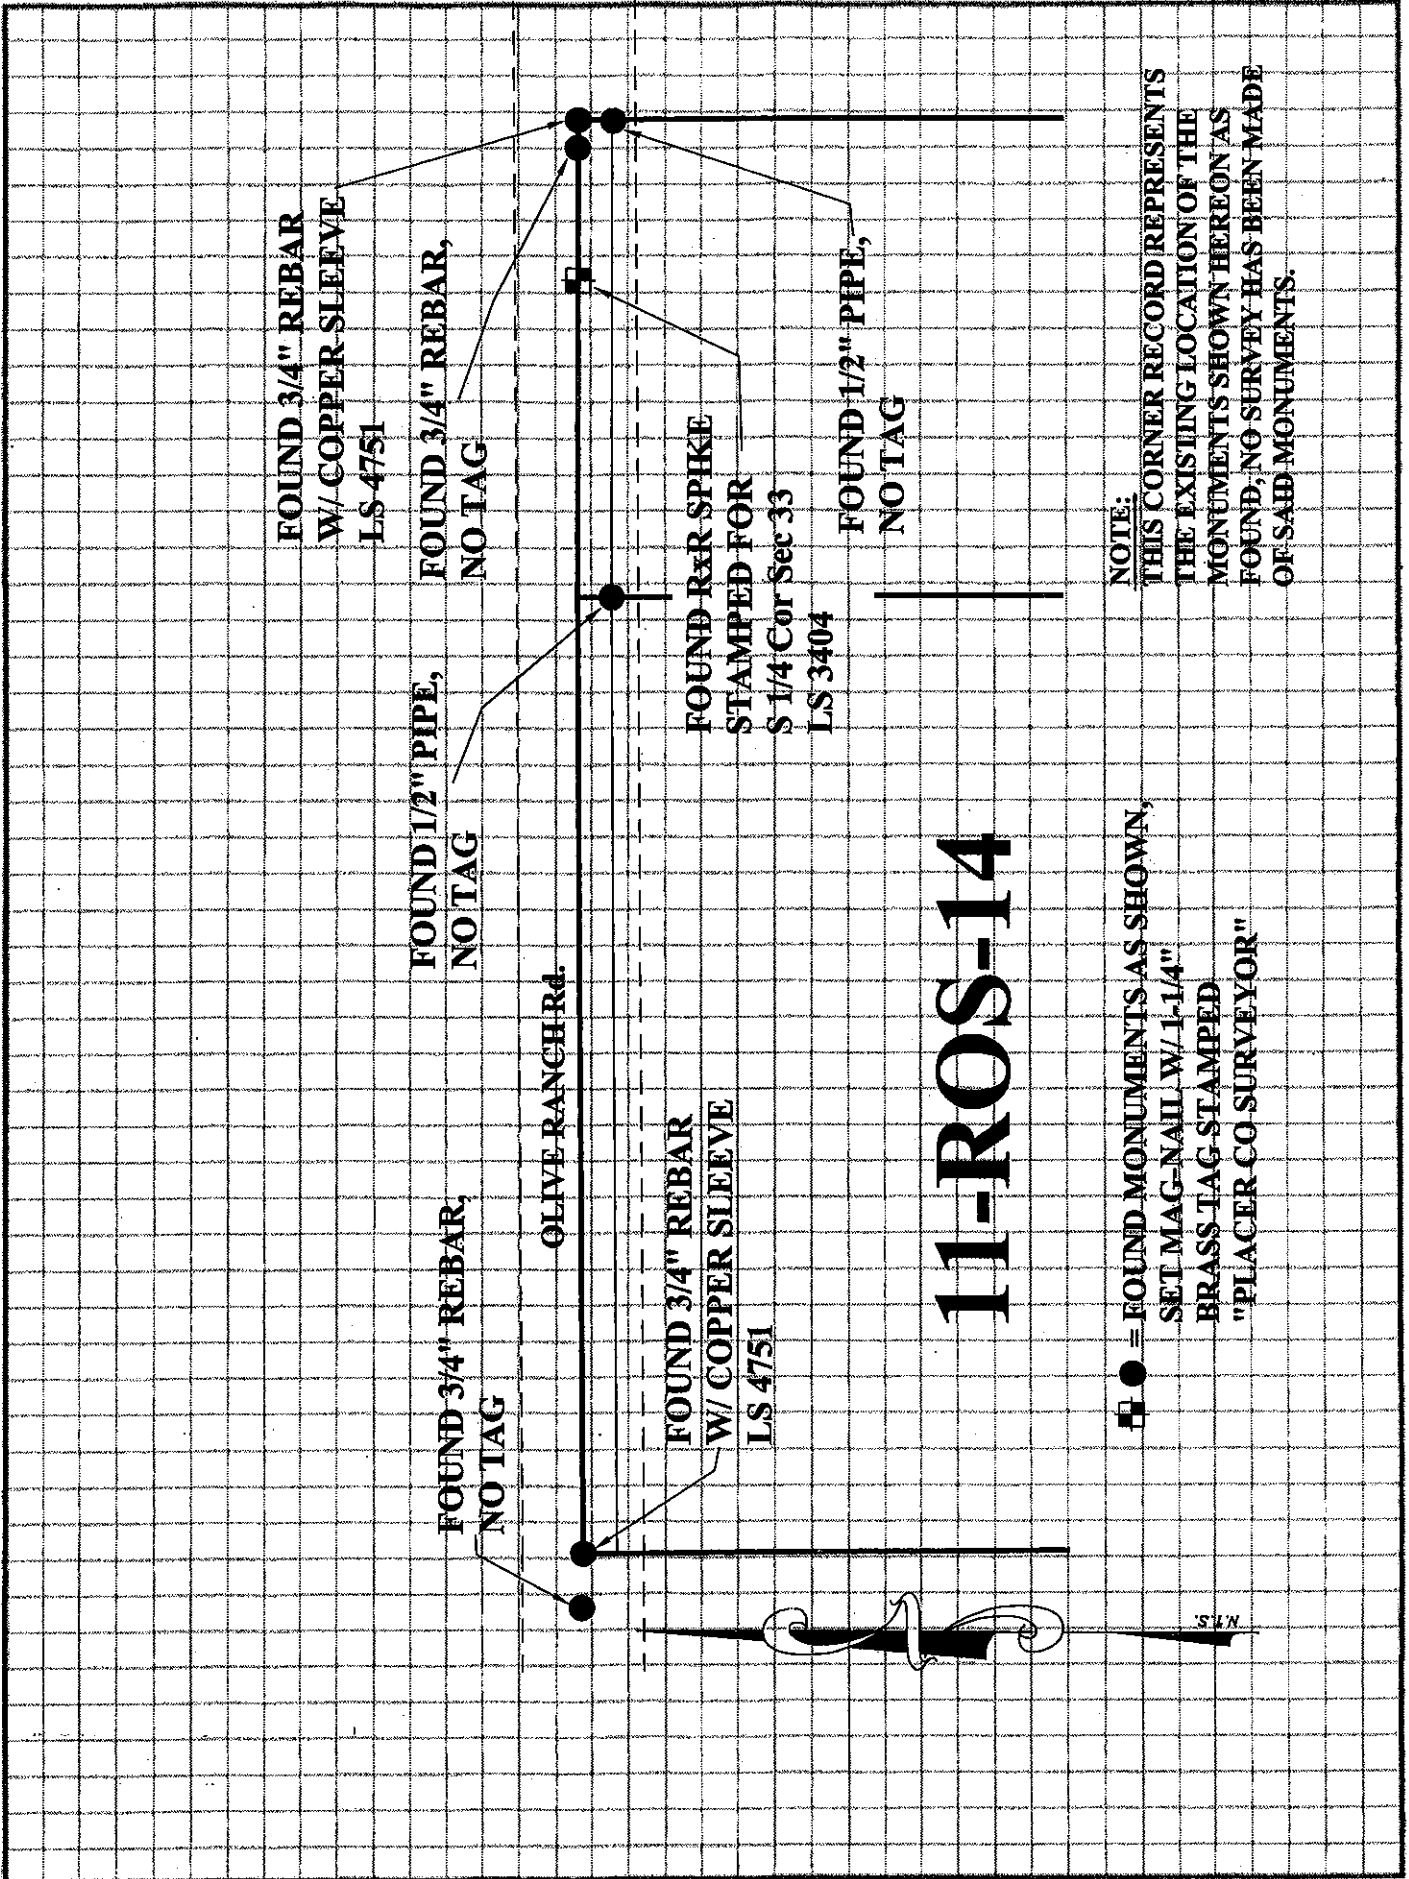 FOUND 3/4" REBAR
W/ COPPER SLEEVE
LS 4751
FOUND 3/4" REBAR,
NO TAG
FOUND 1/2" PIPE,
NO TAG
FOUND 3/4" REBAR,
NO TAG
OLIVE RANCH Rd.
FOUND 3/4" REBAR
W/ COPPER SLEEVE
LS 4751
FOUND RxR SPIKE
STAMPED FOR
S 1/4 Cor Sec 33
LS 3404
FOUND 1/2" PIPE,
NO TAG
11-ROS-14
= FOUND MONUMENTS AS SHOWN,
SET MAG-NAIL W/ 1-1/4"
BRASS TAG STAMPED
"PLACER CO SURVEYOR"
NOTE:
THIS CORNER RECORD REPRESENTS
THE EXISTING LOCATION OF THE
MONUMENTS SHOWN HEREON AS
FOUND, NO SURVEY HAS BEEN MADE
OF SAID MONUMENTS.
N.T.S.